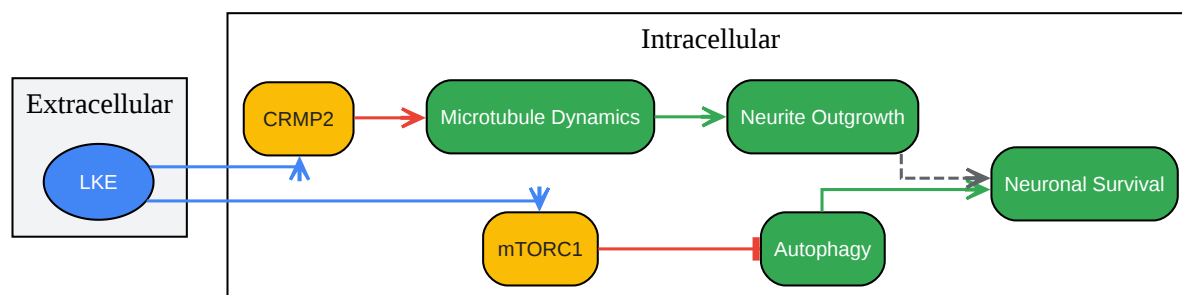 Intracellular
Extracellular
CRMP2
Microtubule Dynamics
Neurite Outgrowth
LKE
Neuronal Survival
mTORC1
Autophagy